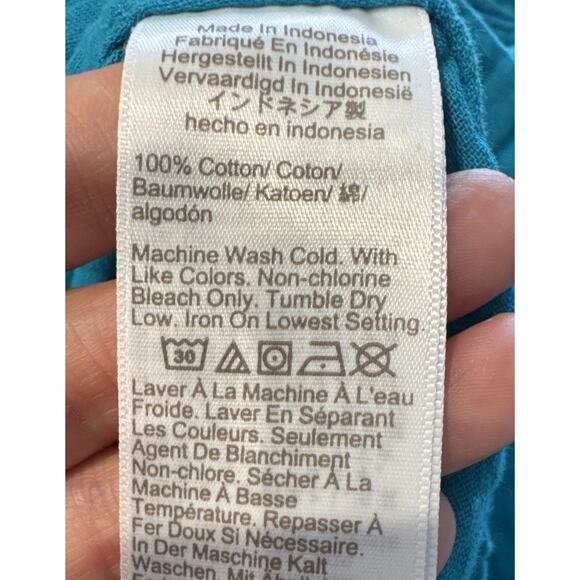 Made In Indonesia
Fabriqué En Indonésie
Hergestellt In Indonesien
Vervaardigd In Indonesië
インドネシア製
hecho en indonesia
100% Cotton/ Coton/
Baumwolle/ Katoen/ 綿/
algodón
Machine Wash Cold. With
Like Colors. Non-chlorine
Bleach Only. Tumble Dry
Low. Iron On Lowest Setting.
30
Laver À La Machine À L'eau
Froide. Laver En Séparant
Les Couleurs. Seulement
Agent De Blanchiment
Non-chlore. Sécher À La
Machine À Basse
Température. Repasser À
Fer Doux Si Nécessaire.
In Der Maschine Kalt
Waschen. Mit